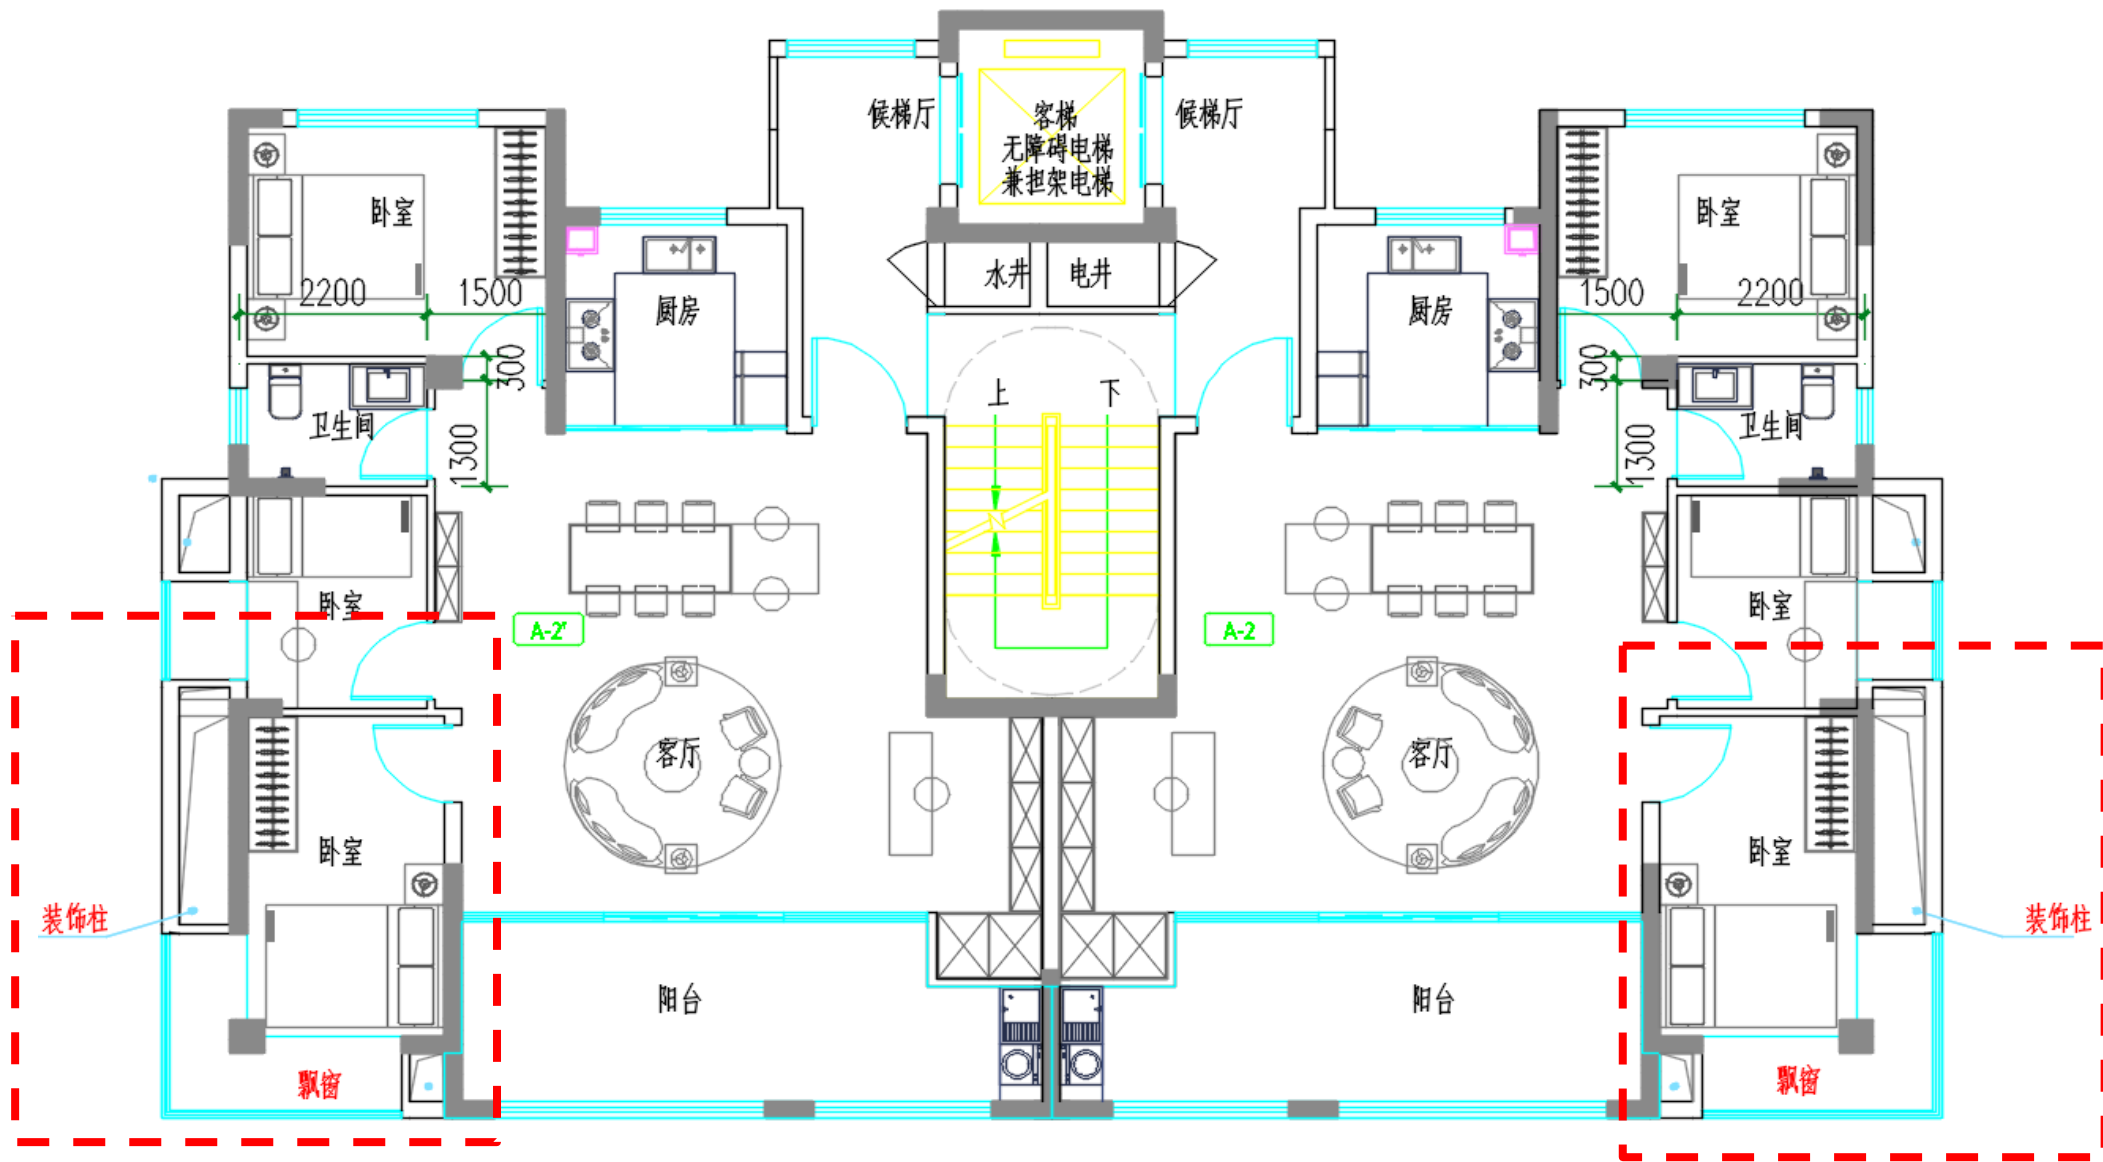 候梯厅
客梯
无障碍电梯
兼担架电梯
候梯厅
卧室
卧室
2200
1500
水井
电井
1500
2200
厨房
厨房
300
300
上
下
卫生间
1300
1300
卫生间
卧室
卧室
A-2'
A-2
客厅
客厅
卧室
卧室
装饰柱
装饰柱
阳台
阳台
飘窗
飘窗